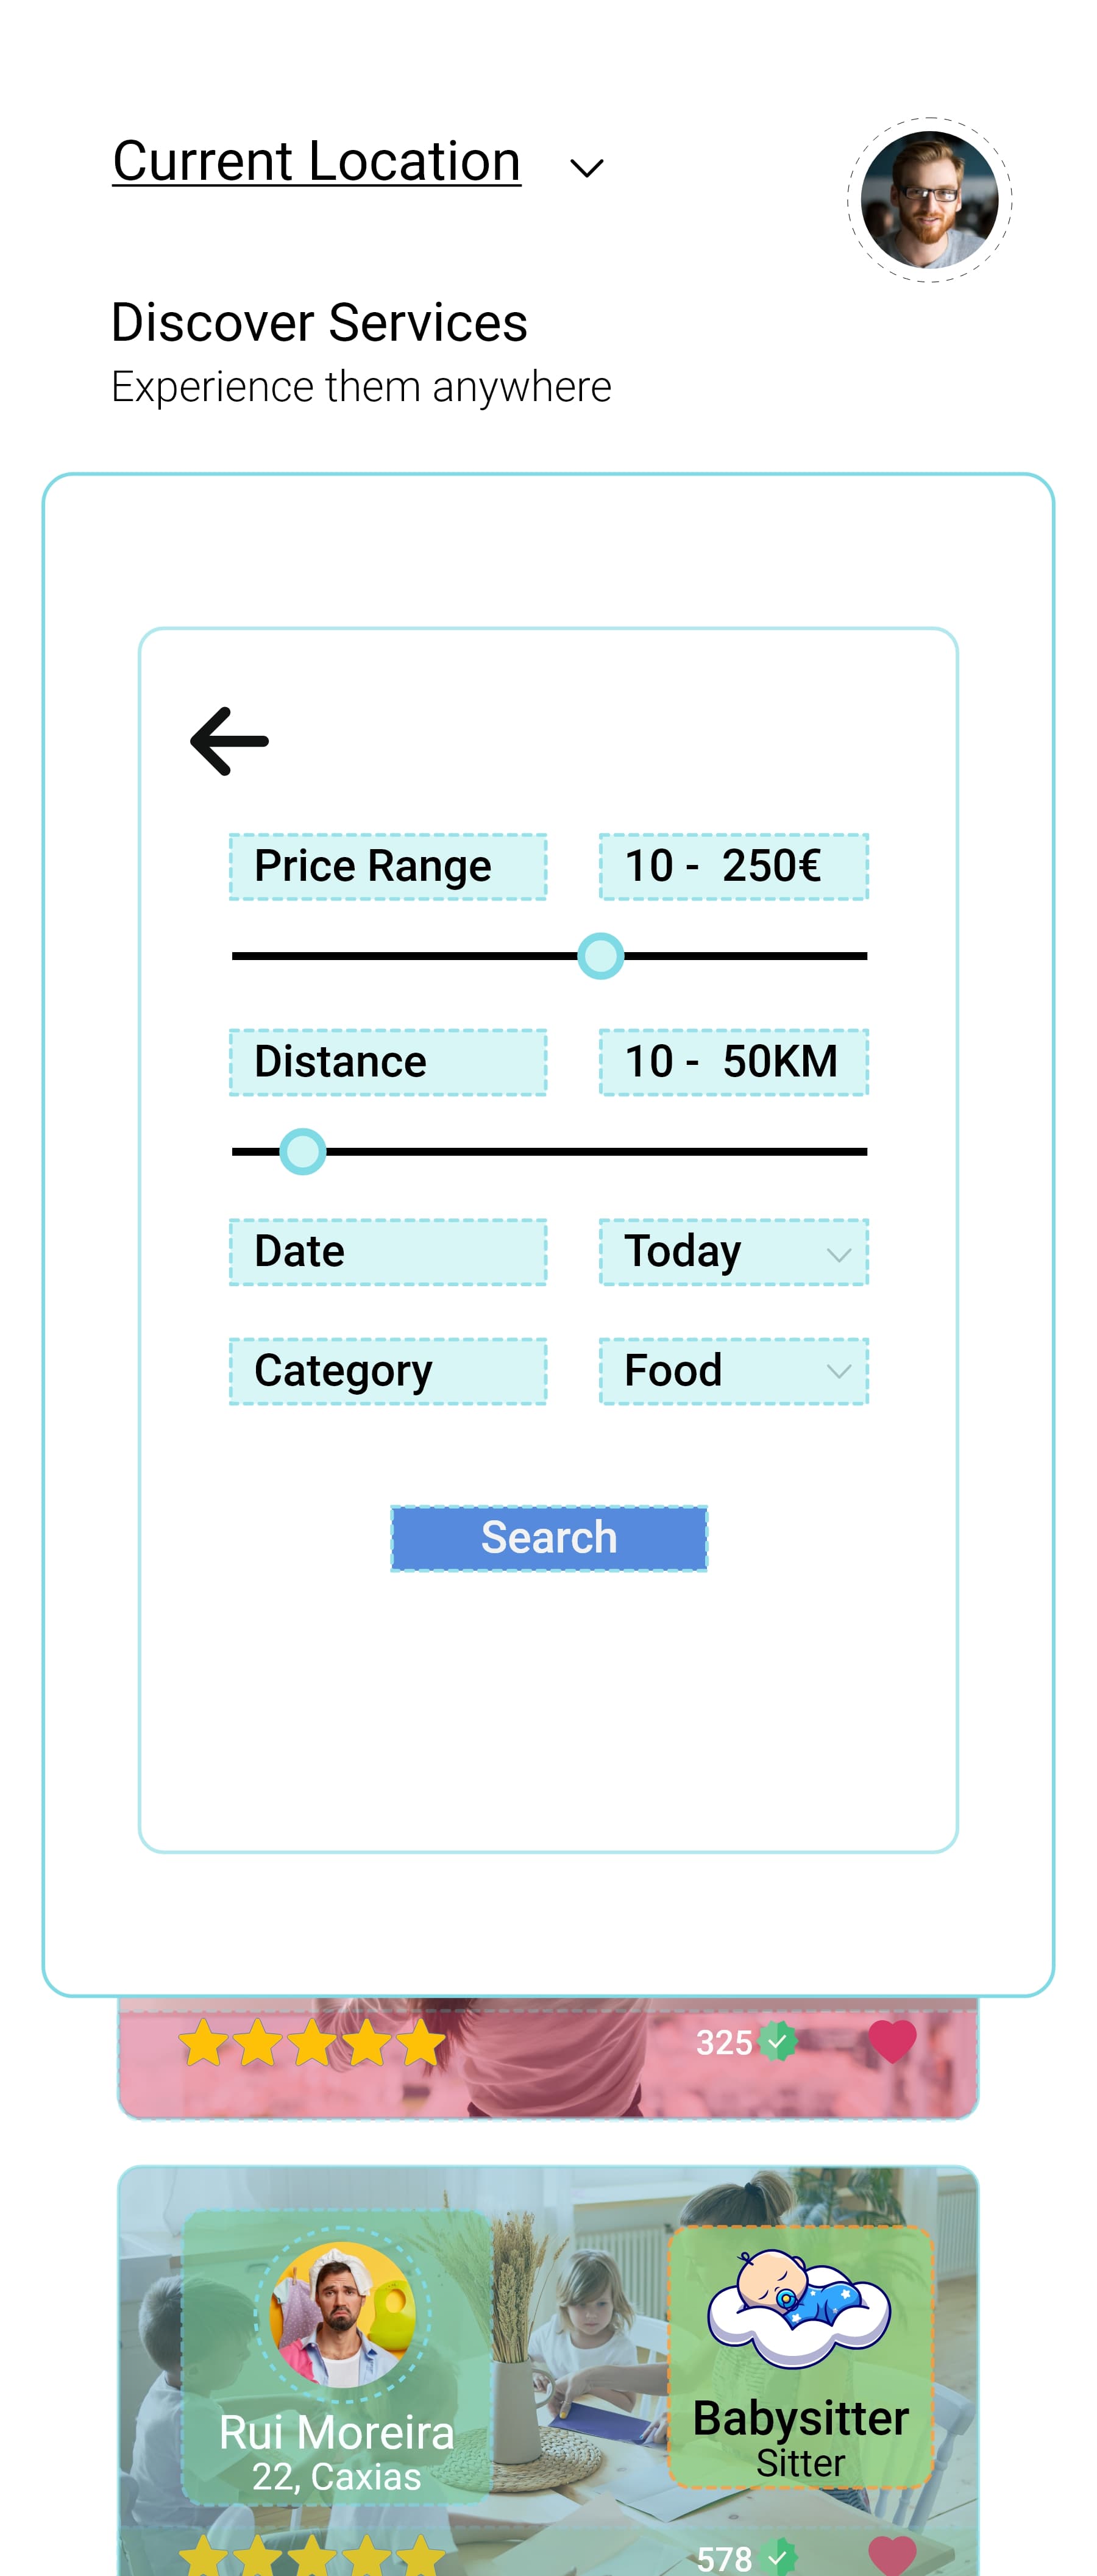 Current Location
Discover Services
Experience them anywhere
Price Range
10 - 250€
Distance
10 - 50KM
Date
Today
Category
Food
Search
325
Rui Moreira
22, Caxias
Babysitter
Sitter
578